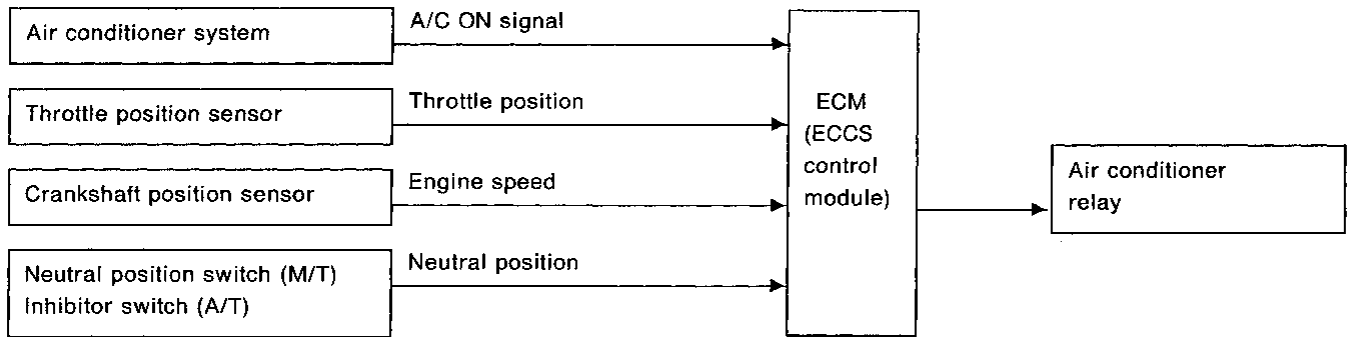 Air conditioner system
A/C ON signal
Throttle position sensor
Throttle position
Crankshaft position sensor
Engine speed
Neutral position switch (M/T)
Inhibitor switch (A/T)
Neutral position
ECM
(ECCS
control
module)
Air conditioner
relay